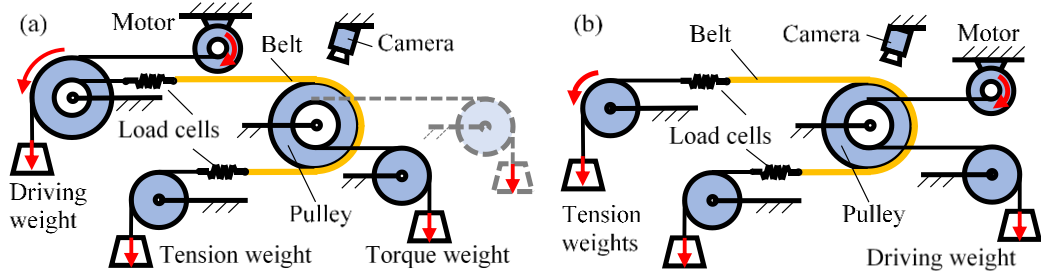 (a)
Motor
Belt
Camera
Load cells
Driving
weight
Pulley
Tension weight
Torque weight
(b)
Belt
Camera
Motor
Load cells
Tension
weights
Pulley
Driving weight